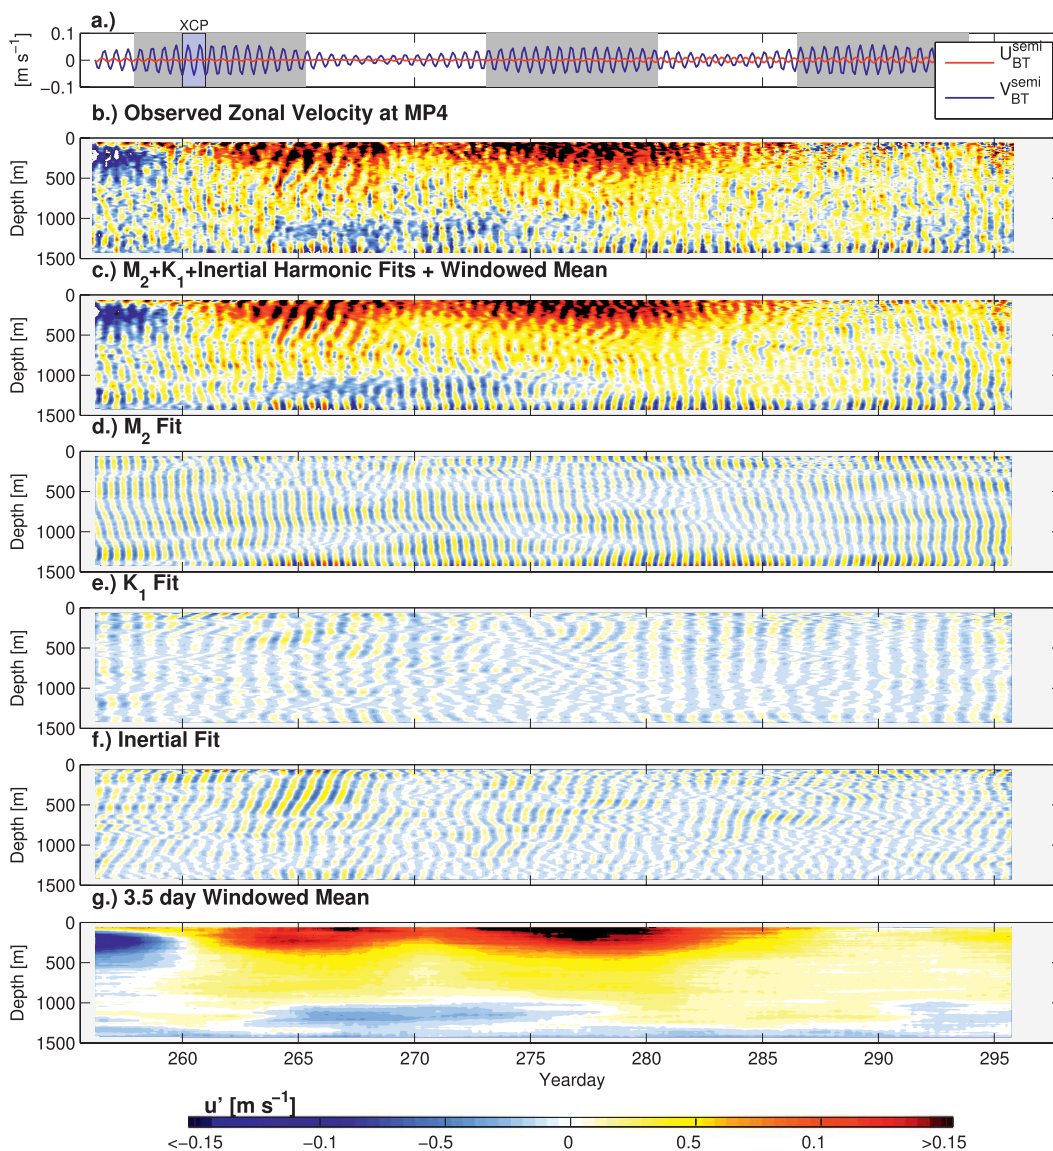 a.)
XCP
0.1
0
−0.1
[m s⁻¹]
U_BT^semi
V_BT^semi
b.) Observed Zonal Velocity at MP4
0
500
1000
1500
Depth [m]
c.) M₂+K₁+Inertial Harmonic Fits + Windowed Mean
0
500
1000
1500
Depth [m]
d.) M₂ Fit
0
500
1000
1500
Depth [m]
e.) K₁ Fit
0
500
1000
1500
Depth [m]
f.) Inertial Fit
0
500
1000
1500
Depth [m]
g.) 3.5 day Windowed Mean
0
500
1000
1500
Depth [m]
260 265 270 275 280 285 290 295
Yearday
u' [m s⁻¹]
<−0.15 −0.1 −0.5 0 0.5 0.1 >0.15